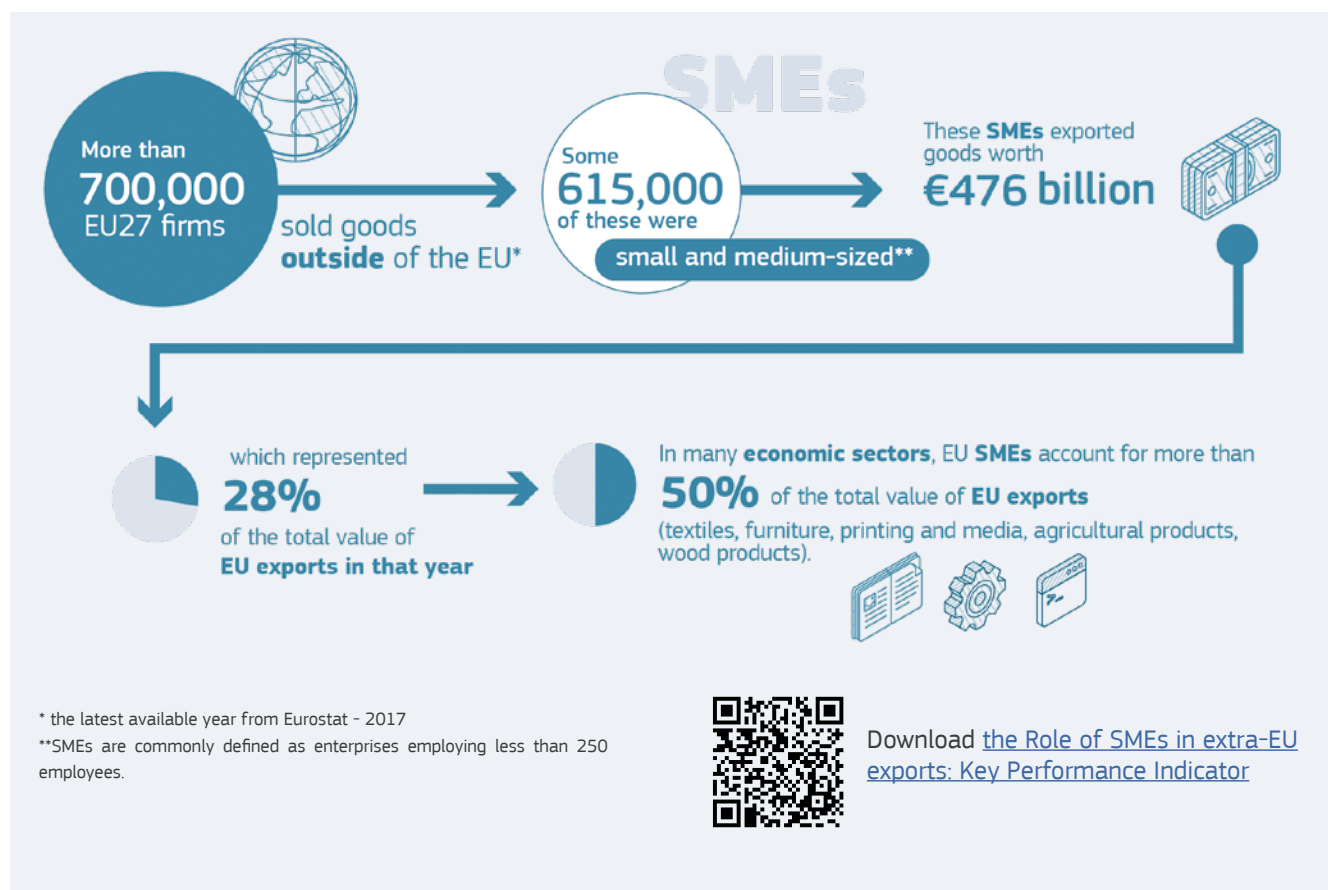 SMEs
More than
700,000
EU27 firms
sold goods
outside of the EU*
Some
615,000
of these were
small and medium-sized**
These SMEs exported
goods worth
€476 billion
which represented
28%
of the total value of
EU exports in that year
In many economic sectors, EU SMEs account for more than
50% of the total value of EU exports
(textiles, furniture, printing and media, agricultural products,
wood products).
>_
* the latest available year from Eurostat - 2017
**SMEs are commonly defined as enterprises employing less than 250
employees.
Download the Role of SMEs in extra-EU
exports: Key Performance Indicator